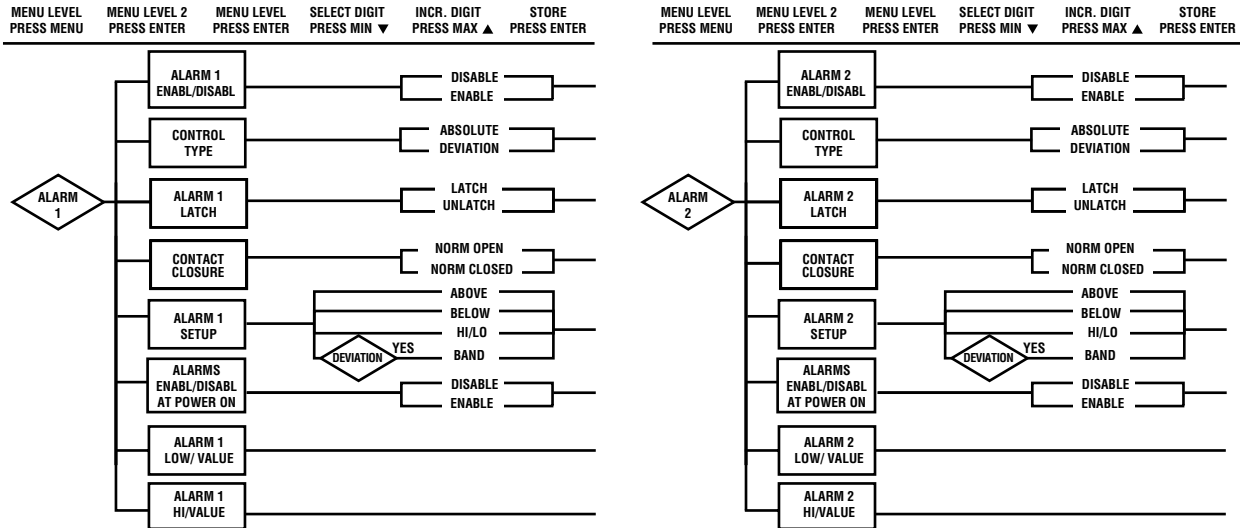 MENU LEVEL MENU LEVEL 2 MENU LEVEL SELECT DIGIT INCR. DIGIT STORE
PRESS MENU PRESS ENTER PRESS ENTER PRESS MIN ▼ PRESS MAX ▲ PRESS ENTER
ALARM
1
ALARM 1
ENABL/DISABL
DISABLE
ENABLE
CONTROL
TYPE
ABSOLUTE
DEVIATION
ALARM 1
LATCH
LATCH
UNLATCH
CONTACT
CLOSURE
NORM OPEN
NORM CLOSED
ALARM 1
SETUP
ABOVE
BELOW
HI/LO
DEVIATION YES BAND
ALARMS
ENABL/DISABL
AT POWER ON
DISABLE
ENABLE
ALARM 1
LOW/ VALUE
ALARM 1
HI/VALUE
MENU LEVEL MENU LEVEL 2 MENU LEVEL SELECT DIGIT INCR. DIGIT STORE
PRESS MENU PRESS ENTER PRESS ENTER PRESS MIN ▼ PRESS MAX ▲ PRESS ENTER
ALARM
2
ALARM 2
ENABL/DISABL
DISABLE
ENABLE
CONTROL
TYPE
ABSOLUTE
DEVIATION
ALARM 2
LATCH
LATCH
UNLATCH
CONTACT
CLOSURE
NORM OPEN
NORM CLOSED
ALARM 2
SETUP
ABOVE
BELOW
HI/LO
DEVIATION YES BAND
ALARMS
ENABL/DISABL
AT POWER ON
DISABLE
ENABLE
ALARM 2
LOW/ VALUE
ALARM 2
HI/VALUE